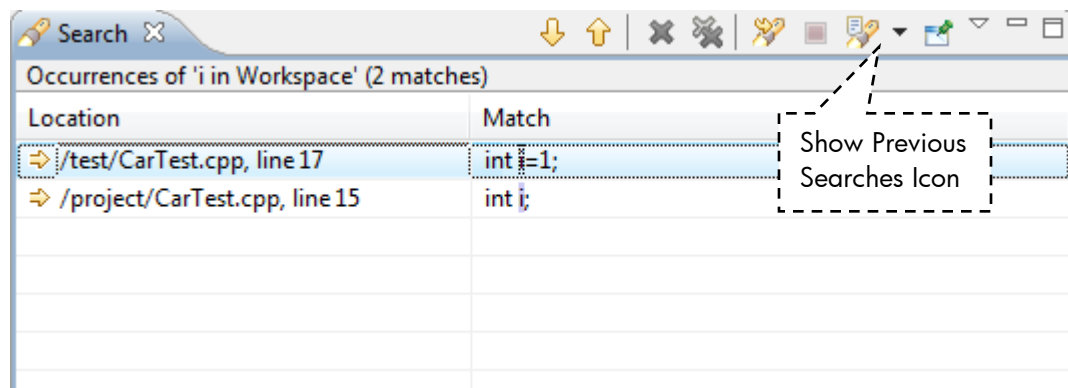 Search
Occurrences of 'i in Workspace' (2 matches)
Location Match
/test/CarTest.cpp, line 17 int i=1;
/project/CarTest.cpp, line 15 int i;
Show Previous
Searches Icon